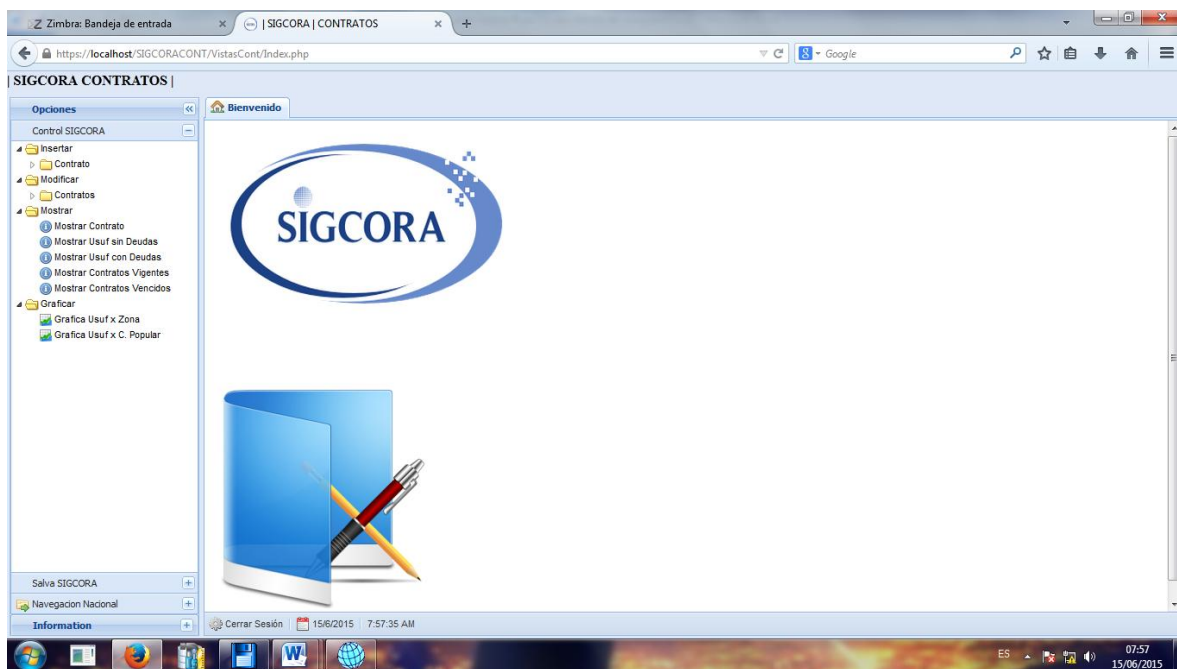 Zimbra: Bandeja de entrada
| SIGCORA | CONTRATOS
https://localhost/SIGCORACONT/VistasCont/Index.php
Google
| SIGCORA CONTRATOS |
Opciones
Bienvenido
Control SIGCORA
Insertar
Contrato
Modificar
Contratos
Mostrar
Mostrar Contrato
Mostrar Usuf sin Deudas
Mostrar Usuf con Deudas
Mostrar Contratos Vigentes
Mostrar Contratos Vencidos
Graficar
Grafica Usuf x Zona
Grafica Usuf x C. Popular
SIGCORA
Salva SIGCORA
Navegacion Nacional
Information
Cerrar Sesión
15/6/2015
7:57:35 AM
ES
07:57
15/06/2015